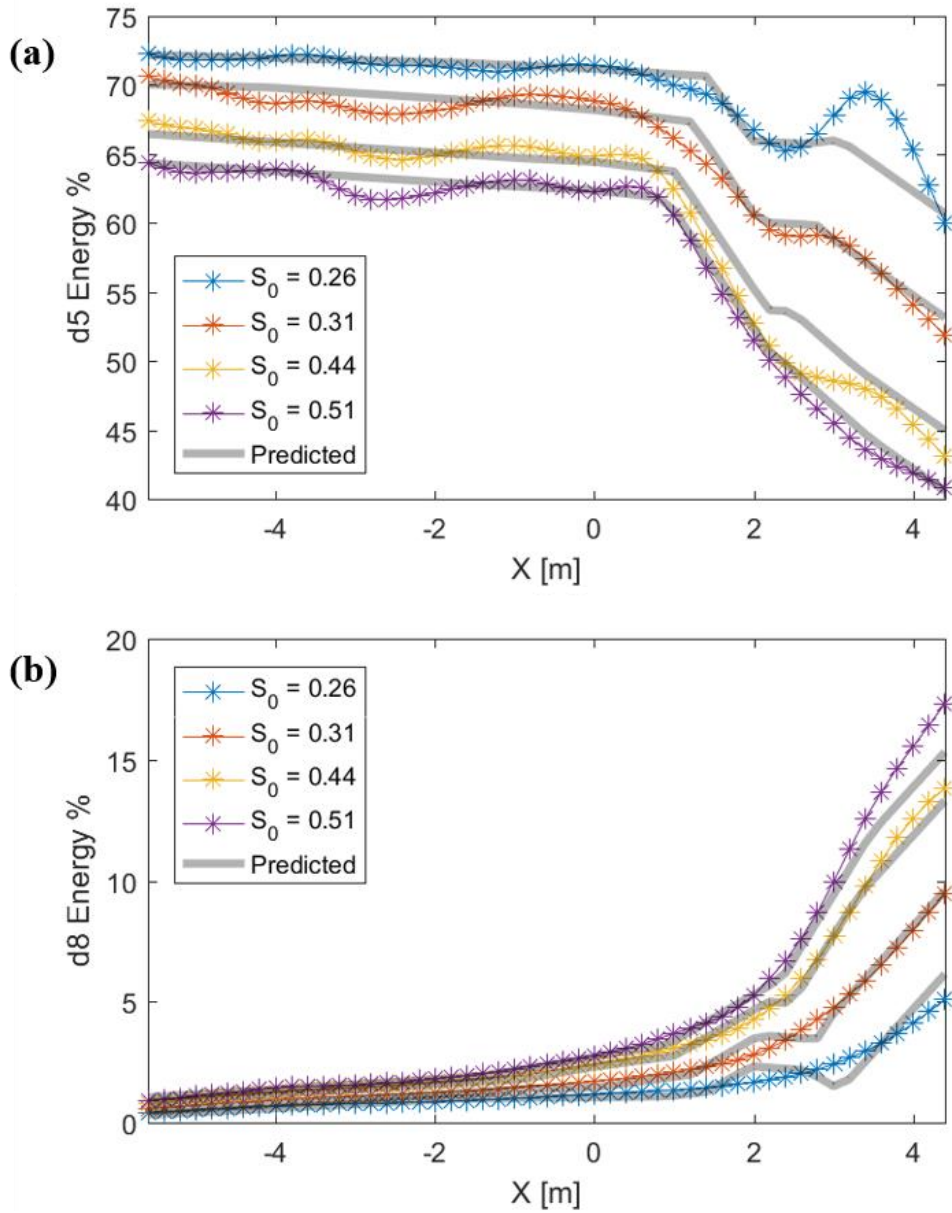 (a)
75
70
65
60
55
50
45
40
d5 Energy %
S0 = 0.26
S0 = 0.31
S0 = 0.44
S0 = 0.51
Predicted
-4 -2 0 2 4
X [m]
(b)
20
15
10
5
0
d8 Energy %
S0 = 0.26
S0 = 0.31
S0 = 0.44
S0 = 0.51
Predicted
-4 -2 0 2 4
X [m]